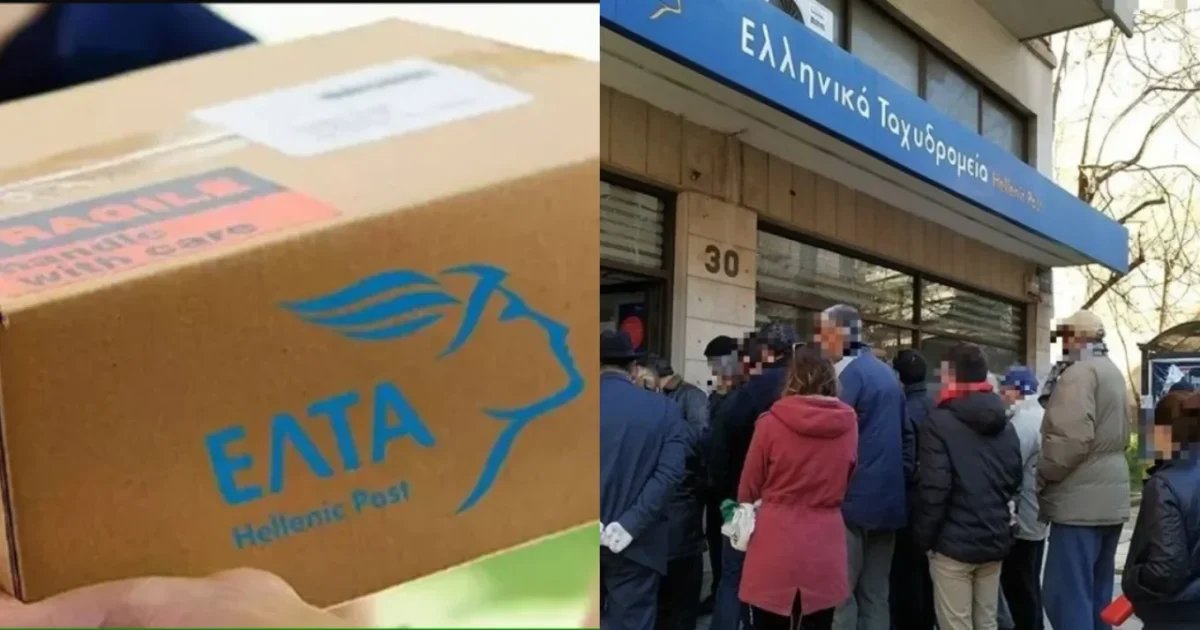 FRAGILE
handle
with care
ΕΛΤΑ
Hellenic Post
Ελληνικά Ταχυδρομεία Hellenic Post
30